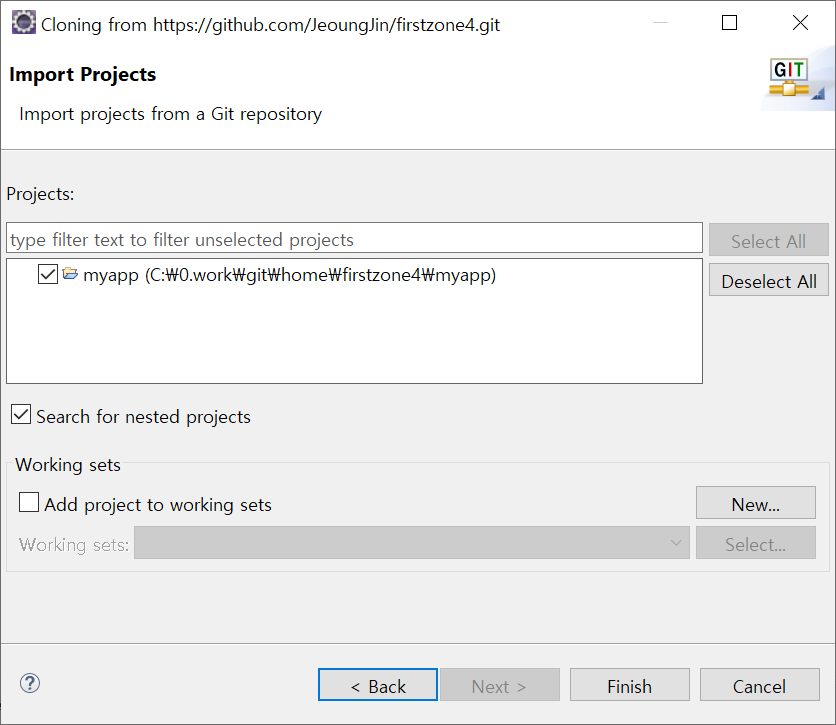 Cloning from https://github.com/JeoungJin/firstzone4.git
Import Projects
GIT
Import projects from a Git repository
Projects:
type filter text to filter unselected projects
Select All
myapp (C:₩0.work₩git₩home₩firstzone4₩myapp)
Deselect All
Search for nested projects
Working sets
Add project to working sets
New...
Working sets:
Select...
?
< Back
Next >
Finish
Cancel